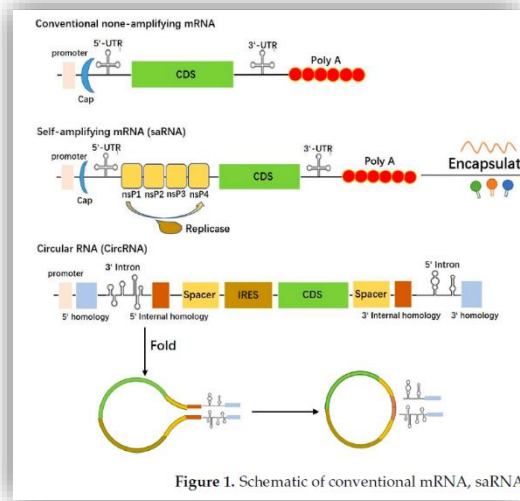 Conventional none-amplifying mRNA
promoter
5'-UTR
Cap
CDS
3'-UTR
Poly A
Self-amplifying mRNA (saRNA)
promoter
5'-UTR
Cap
nsP1 nsP2 nsP3 nsP4
Replicase
CDS
3'-UTR
Poly A
Encapsulat
Circular RNA (CircRNA)
promoter
5' homology
3' Intron
5' Internal homology
Spacer
IRES
CDS
Spacer
3' Internal homology
5' Intron
3' homology
Fold
Figure 1. Schematic of conventional mRNA, saRNA